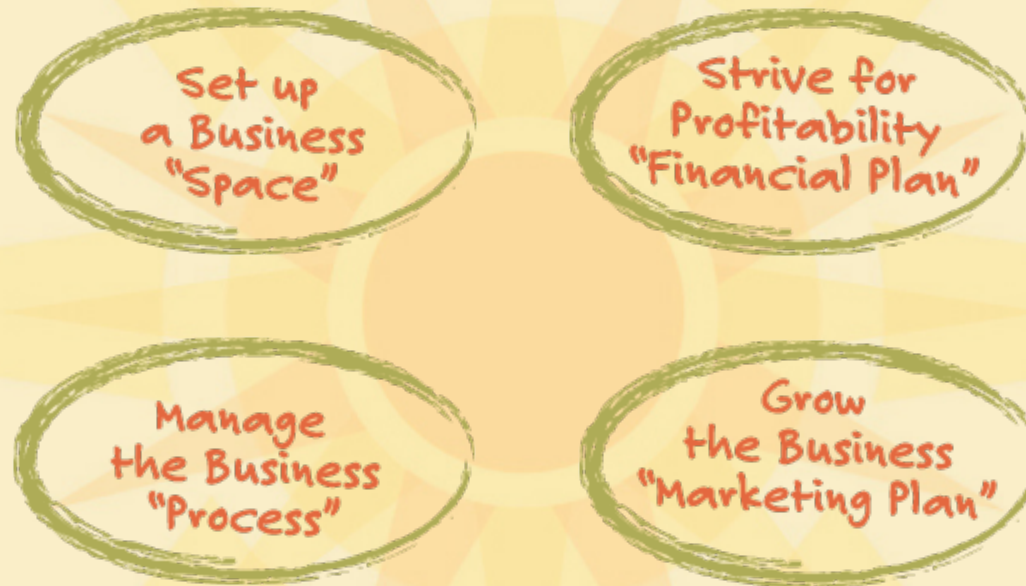 Set up
a Business
“Space”
Strive for
Profitability
“Financial Plan”
Manage
the Business
“Process”
Grow
the Business
“Marketing Plan”